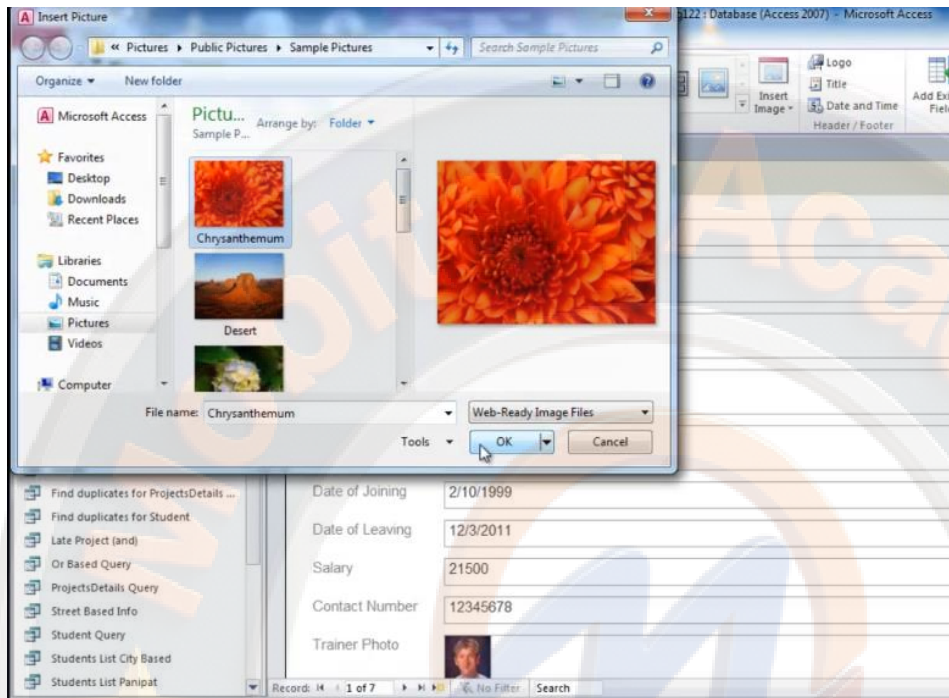 Insert Picture
b122 : Database (Access 2007) - Microsoft Access
« Pictures ▸ Public Pictures ▸ Sample Pictures
Search Sample Pictures
Organize
New folder
Logo
Title
Date and Time
Insert
Image
Add Exi
Fiel
Header / Footer
Microsoft Access
Favorites
Desktop
Downloads
Recent Places
Libraries
Documents
Music
Pictures
Videos
Computer
Pictu...
Sample P...
Arrange by: Folder
Chrysanthemum
Desert
File name: Chrysanthemum
Web-Ready Image Files
Tools
OK
Cancel
Find duplicates for ProjectsDetails ...
Find duplicates for Student
Late Project (and)
Or Based Query
ProjectsDetails Query
Street Based Info
Student Query
Students List City Based
Students List Panipat
Date of Joining 2/10/1999
Date of Leaving 12/3/2011
Salary 21500
Contact Number 12345678
Trainer Photo
Record: 1 of 7 No Filter Search